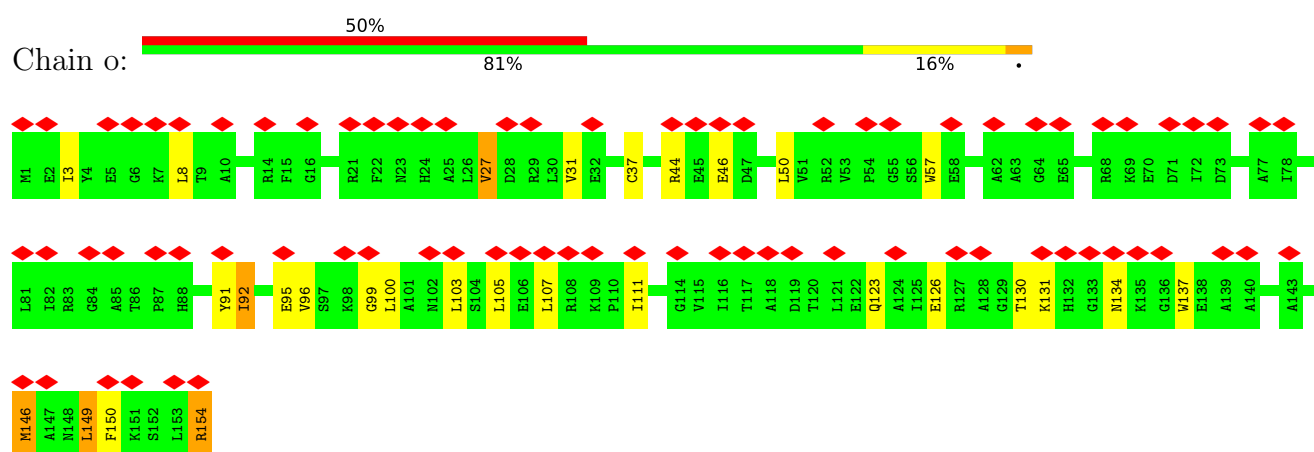 50%
Chain o:
81% 16% •
M1 E2 I3 Y4 E5 G6 K7 L8 T9 A10 R14 F15 G16 R21 F22 N23 H24 A25 L26 V27 D28 R29 L30 V31 E32 C37 R44 E45 E46 D47 L50 V51 R52 V53 P54 G55 S56 W57 E58 A62 A63 G64 E65 R68 K69 E70 D71 I72 D73 A77 I78
L81 I82 R83 G84 A85 T86 P87 H88 Y91 I92 E95 V96 S97 K98 G99 L100 A101 N102 L103 S104 L105 E106 L107 R108 K109 P110 I111 G114 V115 I116 T117 A118 D119 T120 L121 E122 Q123 A124 I125 E126 R127 A128 G129 T130 K131 H132 G133 N134 K135 G136 W137 E138 A139 A140 A143
M146 A147 N148 L149 F150 K151 S152 L153 R154